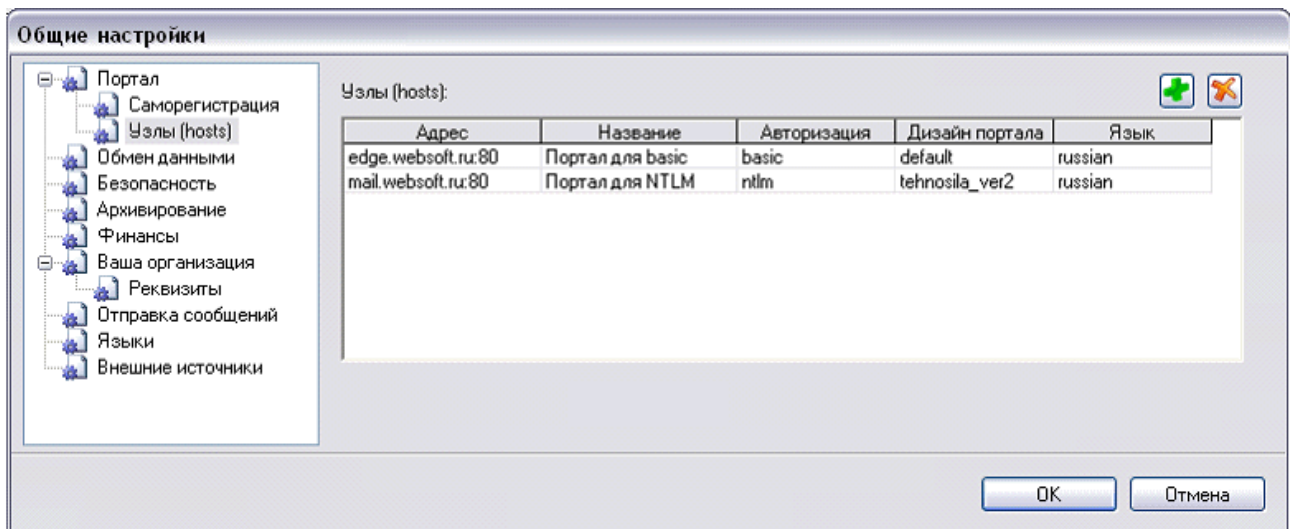 Общие настройки
Портал
Саморегистрация
Узлы (hosts)
Обмен данными
Безопасность
Архивирование
Финансы
Ваша организация
Реквизиты
Отправка сообщений
Языки
Внешние источники
Узлы (hosts):
Адрес Название Авторизация Дизайн портала Язык
edge.websoft.ru:80 Портал для basic basic default russian
mail.websoft.ru:80 Портал для NTLM ntlm tehnosila_ver2 russian
OK Отмена